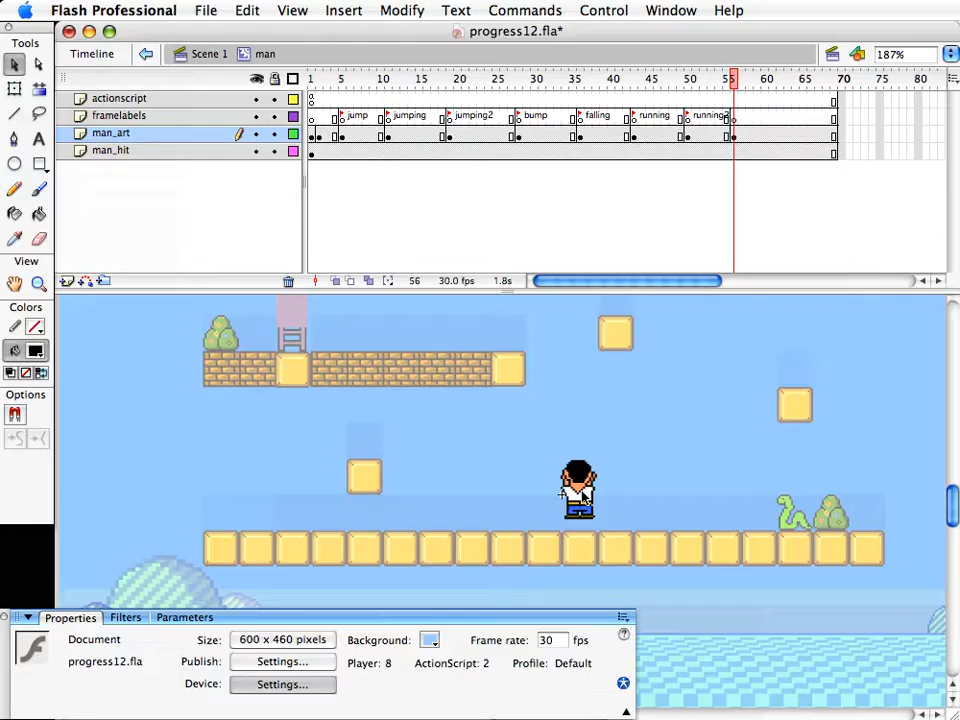 Flash Professional File Edit View Insert Modify Text Commands Control Window Help
Tools
progress12.fla*
Timeline Scene 1 man 187%
1 5 10 15 20 25 30 35 40 45 50 5 60 65 70 75 80
actionscript
framelabels jump jumping jumping2 bump falling running running2
man_art
man_hit
56 30.0 fps 1.8s
View
Colors
Options
Properties Filters Parameters
Document Size: 600 x 460 pixels Background: Frame rate: 30 fps
progress12.fla Publish: Settings... Player: 8 ActionScript: 2 Profile: Default
Device: Settings...